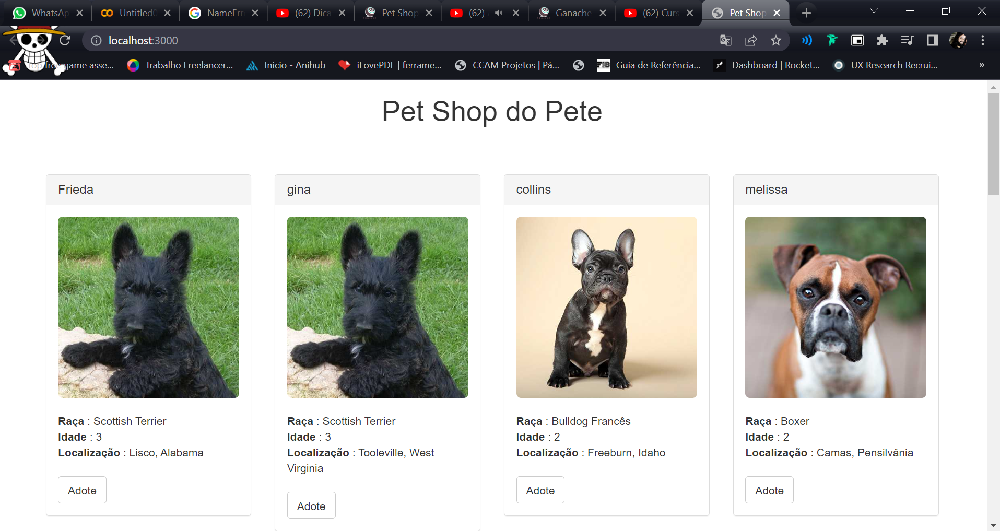 WhatsAp
Untitled0
NameErr
(62) Dica
Pet Shop
(62)
Ganache
(62) Curs
Pet Shop
localhost:3000
Top free game asse...
Trabalho Freelancer...
Inicio - Anihub
iLovePDF | ferrame...
CCAM Projetos | Pá...
Guia de Referência...
Dashboard | Rocket...
UX Research Recrui...
»
Pet Shop do Pete
Frieda
Raça : Scottish Terrier
Idade : 3
Localização : Lisco, Alabama
Adote
gina
Raça : Scottish Terrier
Idade : 3
Localização : Tooleville, West
Virginia
Adote
collins
Raça : Bulldog Francês
Idade : 2
Localização : Freeburn, Idaho
Adote
melissa
Raça : Boxer
Idade : 2
Localização : Camas, Pensilvânia
Adote